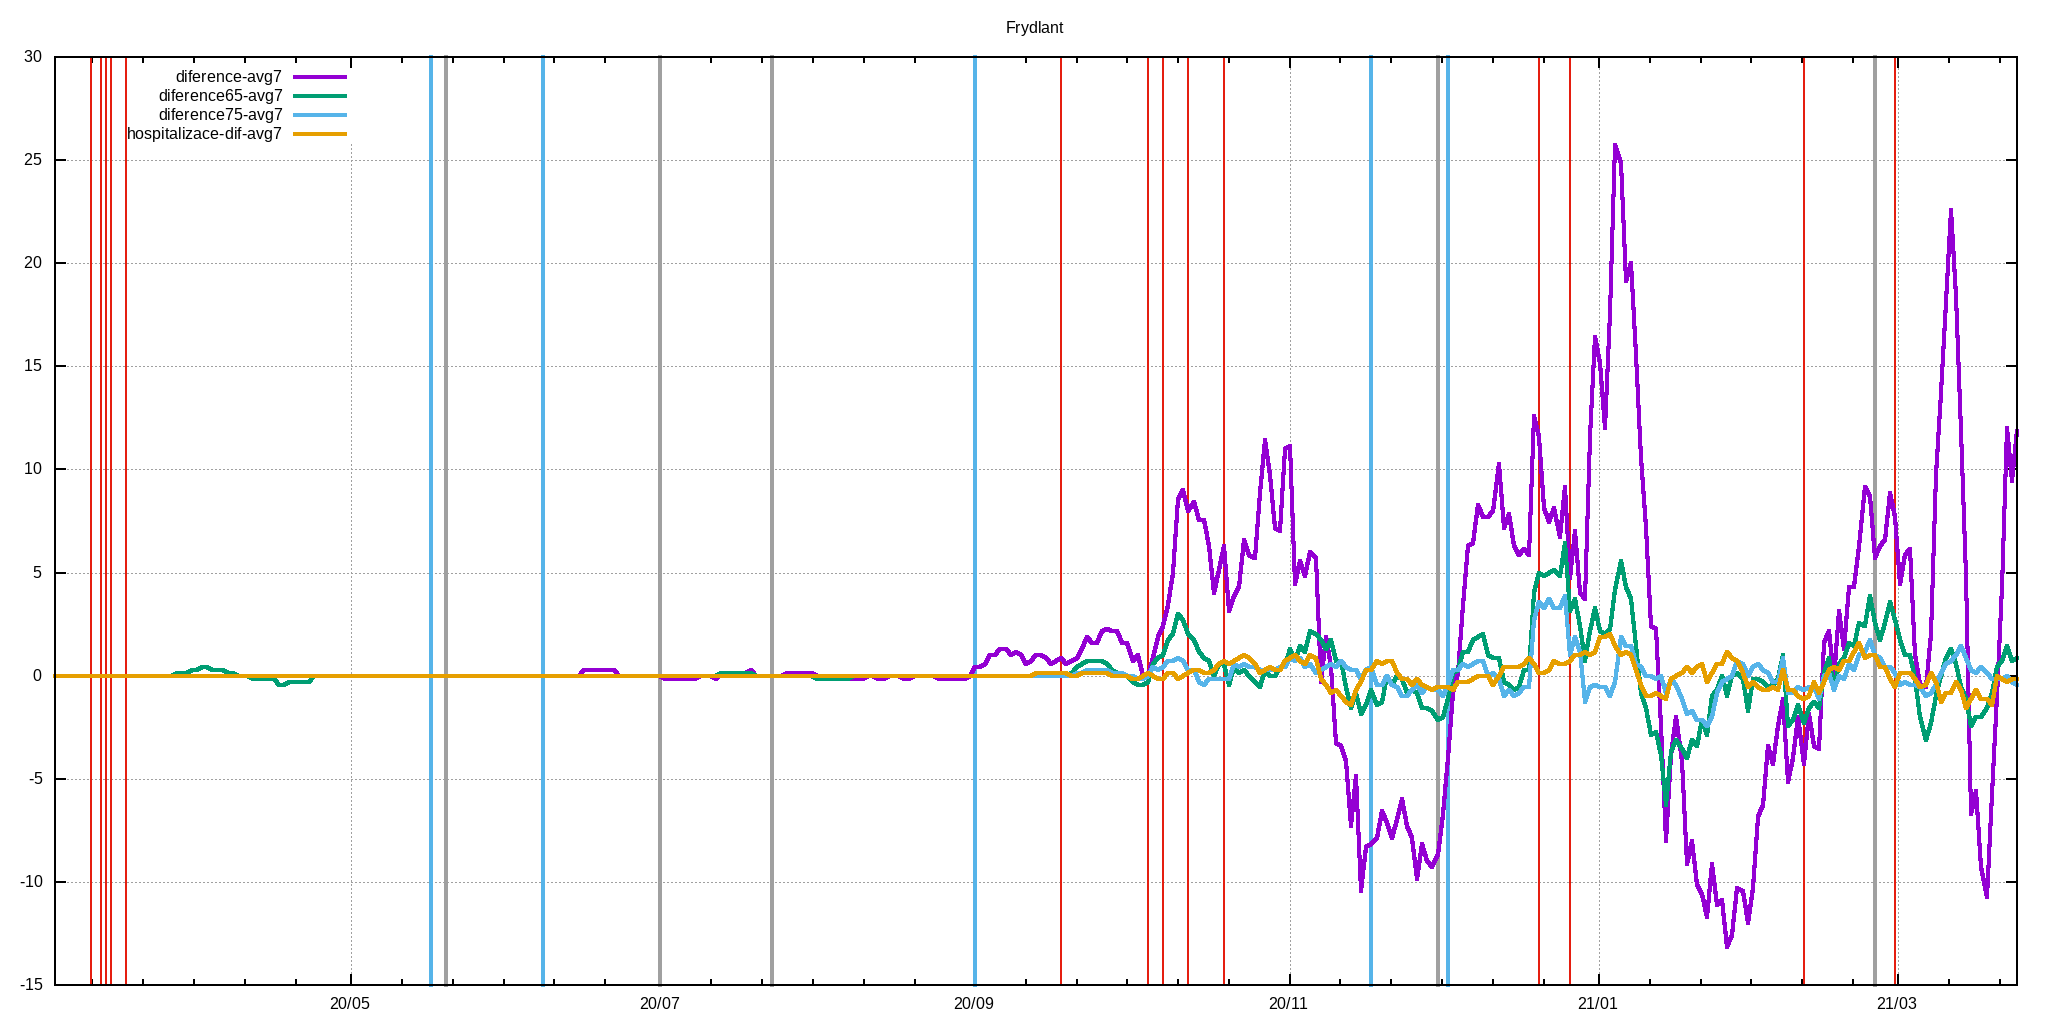 Frydlant
30
diference-avg7
diference65-avg7
diference75-avg7
hospitalizace-dif-avg7
25
20
15
10
5
0
-5
-10
-15
20/05 20/07 20/09 20/11 21/01 21/03